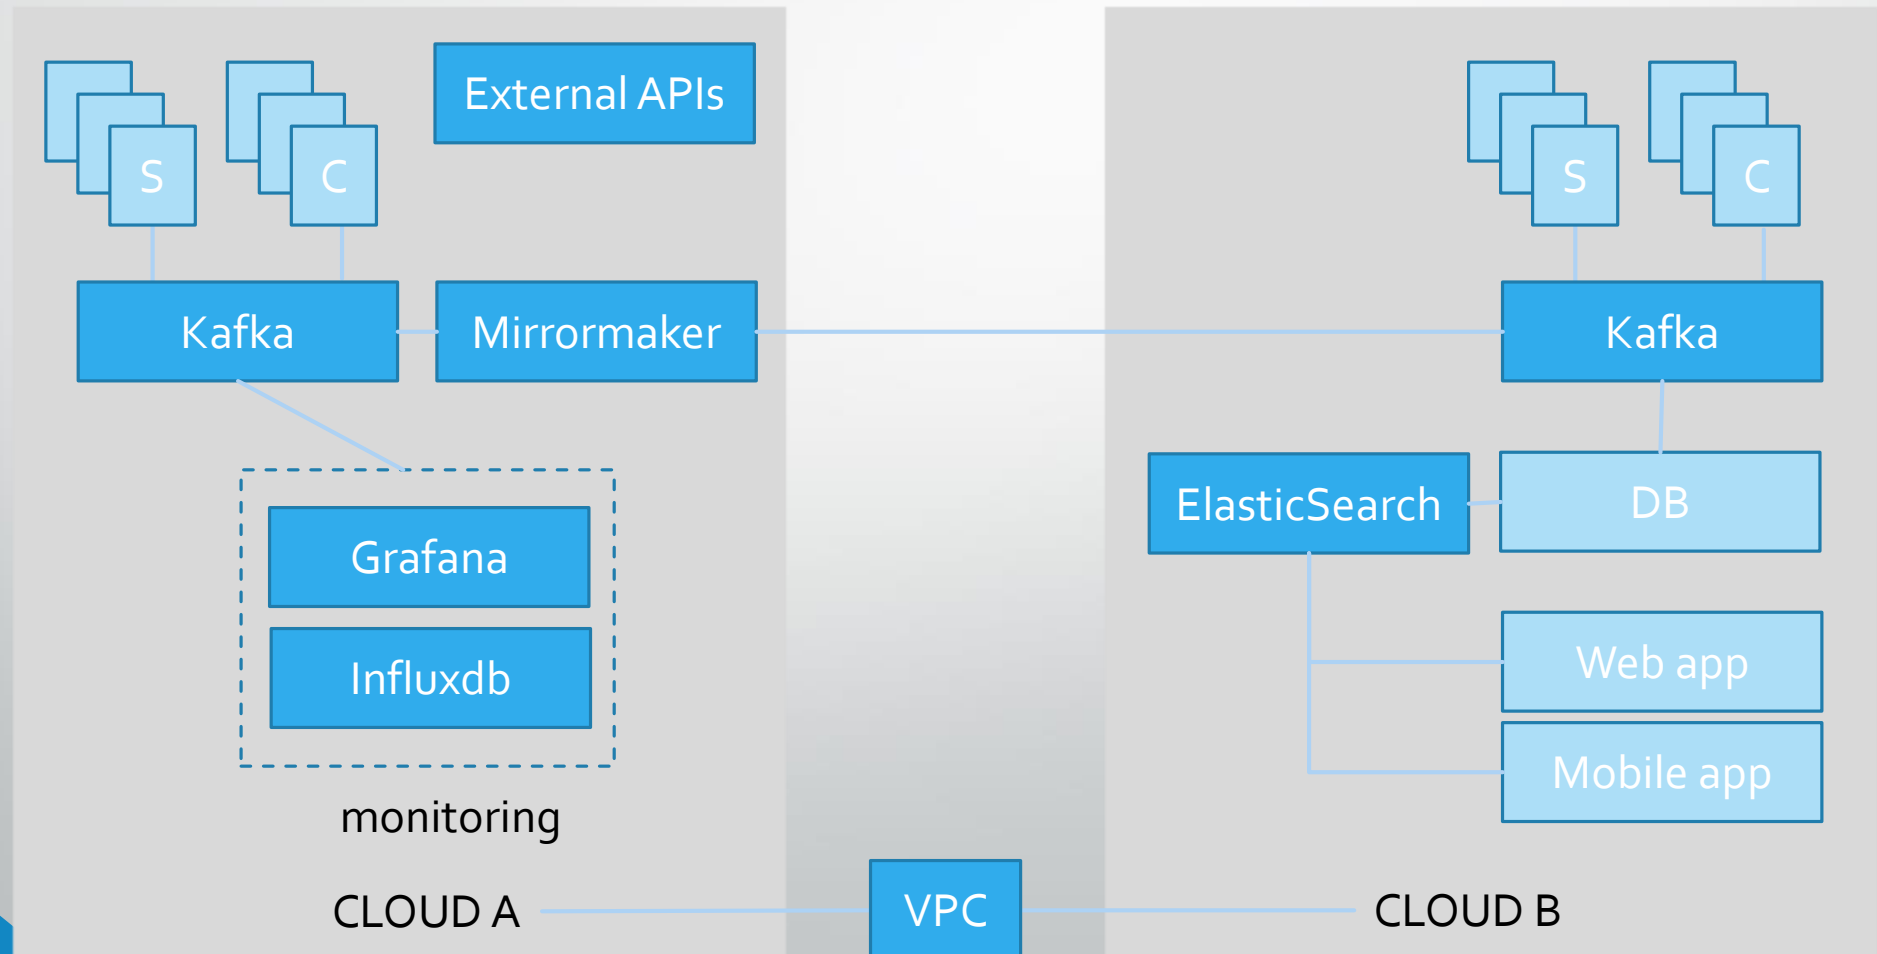 External APIs
S
C
S
C
Kafka
Mirrormaker
Kafka
ElasticSearch
DB
Grafana
Influxdb
Web app
Mobile app
monitoring
CLOUD A
VPC
CLOUD B